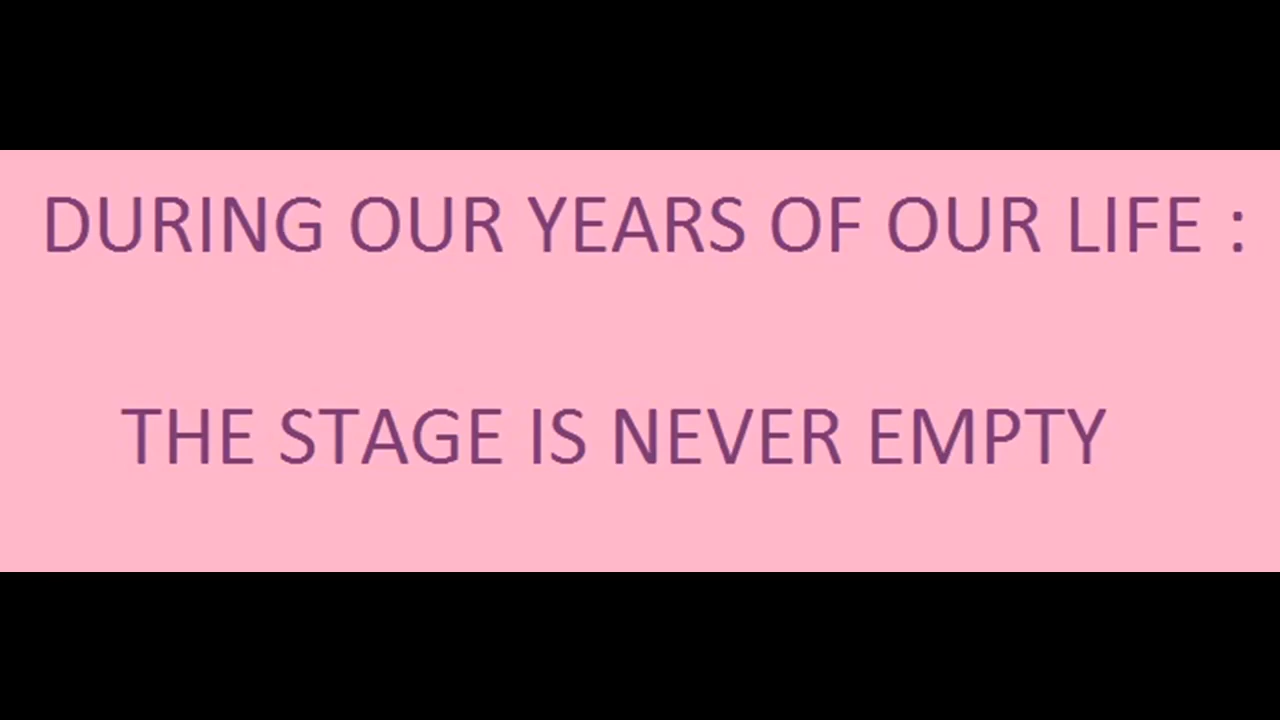 DURING OUR YEARS OF OUR LIFE :
THE STAGE IS NEVER EMPTY